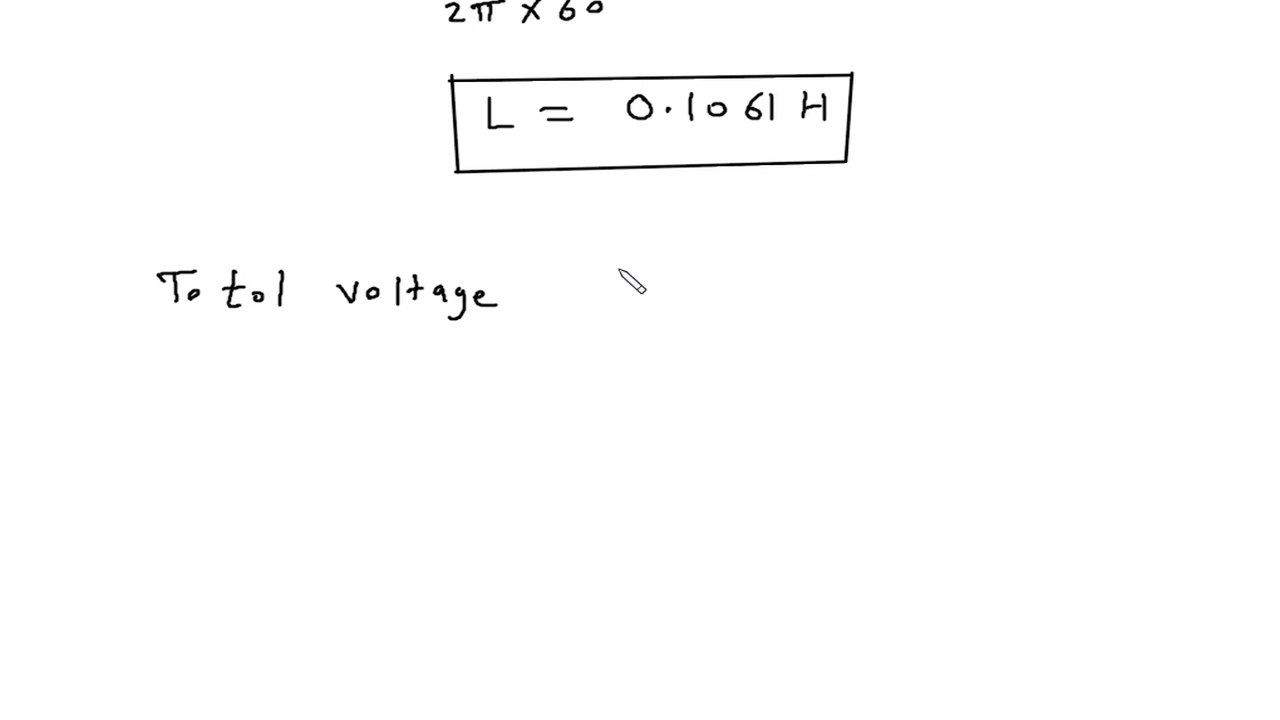 2π × 60
L = 0.1061 H
Totol voltage